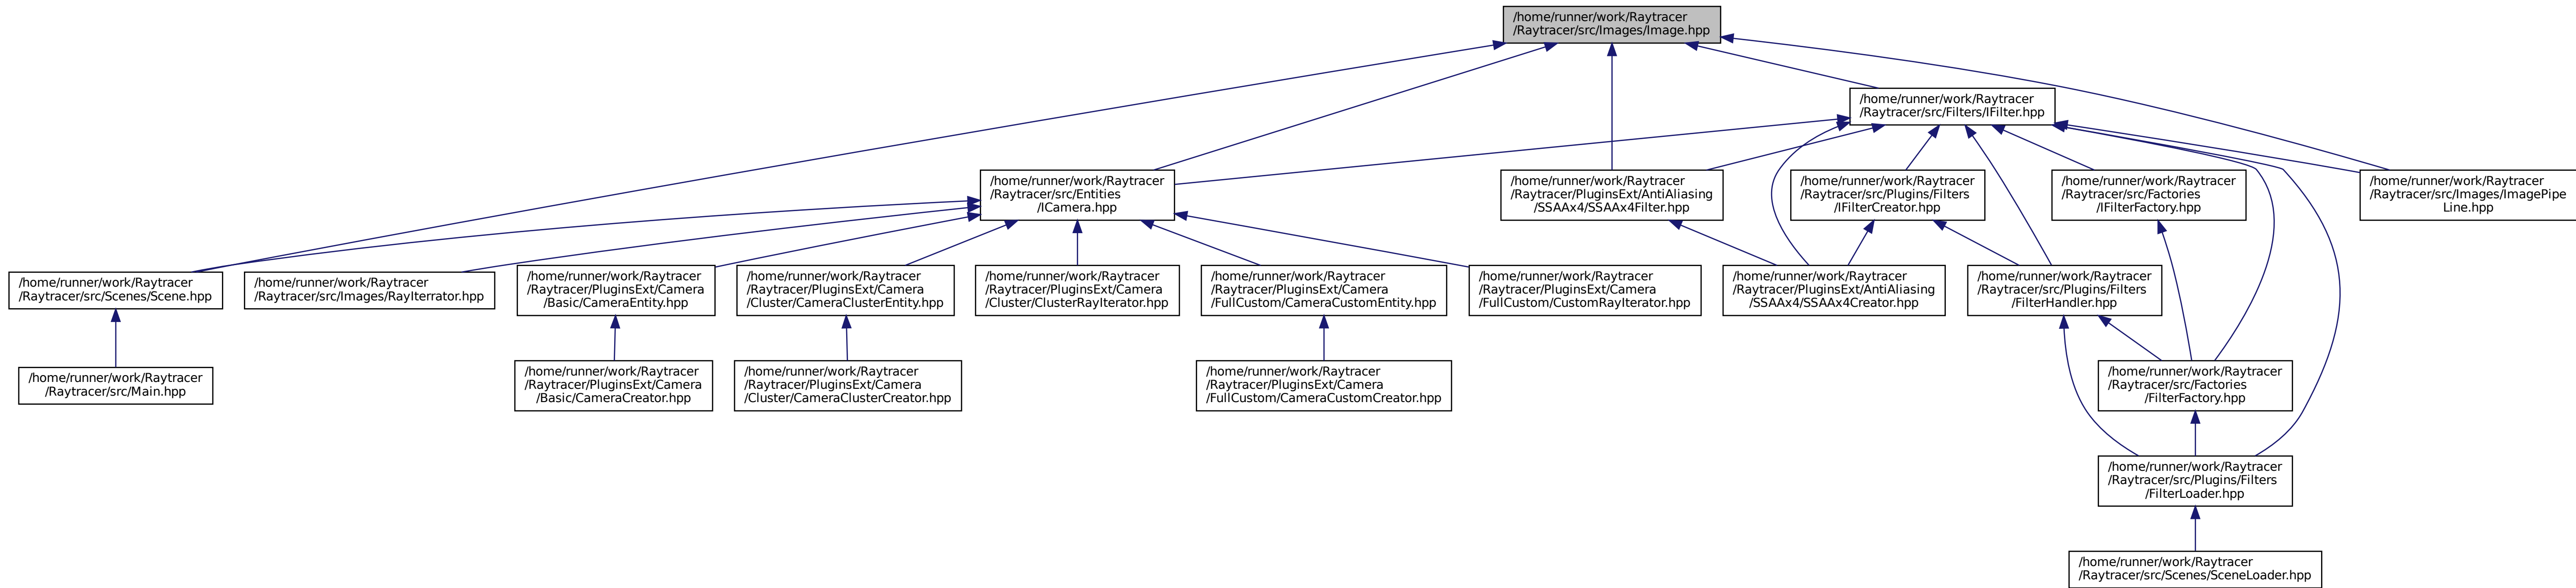 /home/runner/work/Raytracer
/Raytracer/src/Images/Image.hpp
/home/runner/work/Raytracer
/Raytracer/src/Filters/IFilter.hpp
/home/runner/work/Raytracer
/Raytracer/src/Entities
/ICamera.hpp
/home/runner/work/Raytracer
/Raytracer/PluginsExt/AntiAliasing
/SSAAx4/SSAAx4Filter.hpp
/home/runner/work/Raytracer
/Raytracer/src/Plugins/Filters
/IFilterCreator.hpp
/home/runner/work/Raytracer
/Raytracer/src/Factories
/IFilterFactory.hpp
/home/runner/work/Raytracer
/Raytracer/src/Images/ImagePipe
Line.hpp
/home/runner/work/Raytracer
/Raytracer/src/Scenes/Scene.hpp
/home/runner/work/Raytracer
/Raytracer/src/Images/RayIterrator.hpp
/home/runner/work/Raytracer
/Raytracer/PluginsExt/Camera
/Basic/CameraEntity.hpp
/home/runner/work/Raytracer
/Raytracer/PluginsExt/Camera
/Cluster/CameraClusterEntity.hpp
/home/runner/work/Raytracer
/Raytracer/PluginsExt/Camera
/Cluster/ClusterRayIterator.hpp
/home/runner/work/Raytracer
/Raytracer/PluginsExt/Camera
/FullCustom/CameraCustomEntity.hpp
/home/runner/work/Raytracer
/Raytracer/PluginsExt/Camera
/FullCustom/CustomRayIterator.hpp
/home/runner/work/Raytracer
/Raytracer/PluginsExt/AntiAliasing
/SSAAx4/SSAAx4Creator.hpp
/home/runner/work/Raytracer
/Raytracer/src/Plugins/Filters
/FilterHandler.hpp
/home/runner/work/Raytracer
/Raytracer/src/Main.hpp
/home/runner/work/Raytracer
/Raytracer/PluginsExt/Camera
/Basic/CameraCreator.hpp
/home/runner/work/Raytracer
/Raytracer/PluginsExt/Camera
/Cluster/CameraClusterCreator.hpp
/home/runner/work/Raytracer
/Raytracer/PluginsExt/Camera
/FullCustom/CameraCustomCreator.hpp
/home/runner/work/Raytracer
/Raytracer/src/Factories
/FilterFactory.hpp
/home/runner/work/Raytracer
/Raytracer/src/Plugins/Filters
/FilterLoader.hpp
/home/runner/work/Raytracer
/Raytracer/src/Scenes/SceneLoader.hpp